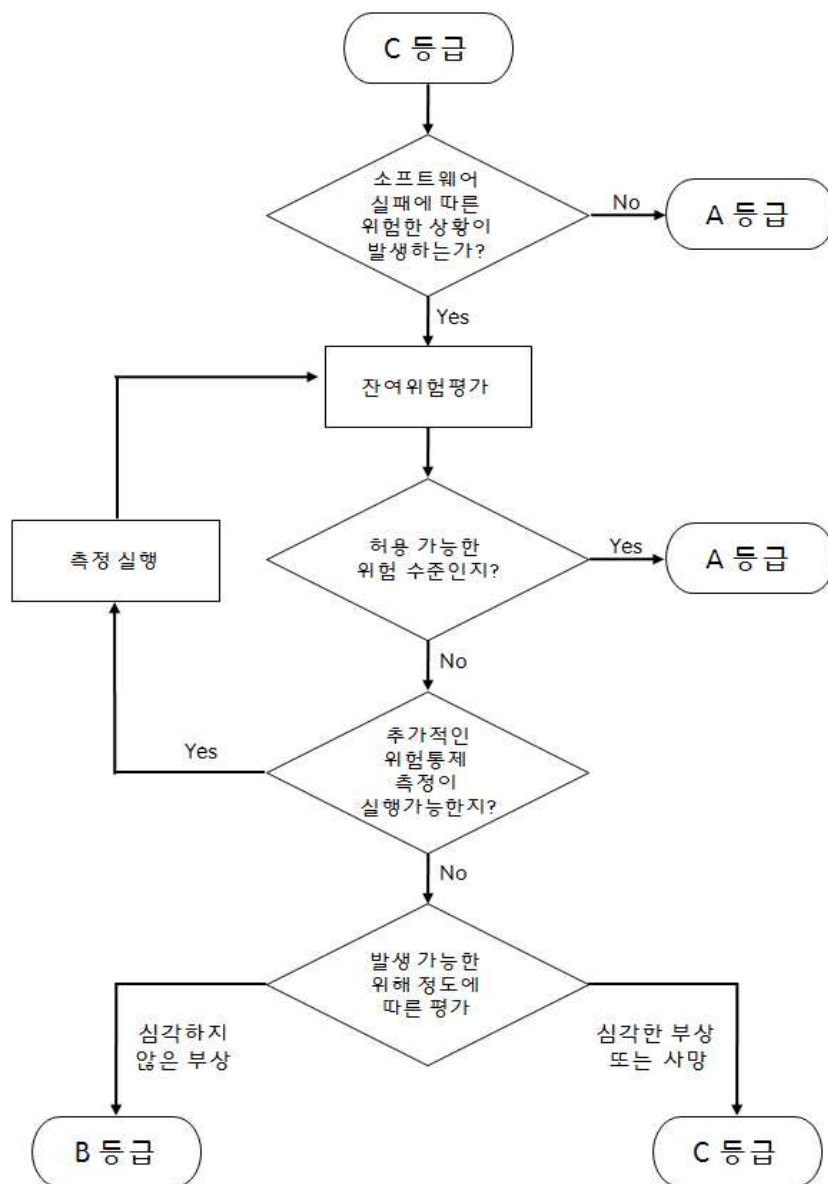 C 등급
소프트웨어
실패에 따른
위험한 상황이
발생하는가?
No
A 등급
Yes
잔여위험평가
측정 실행
허용 가능한
위험 수준인지?
Yes
A 등급
No
추가적인
위험통제
측정이
실행가능한지?
Yes
No
발생 가능한
위해 정도에
따른 평가
심각하지
않은 부상
심각한 부상
또는 사망
B 등급
C 등급